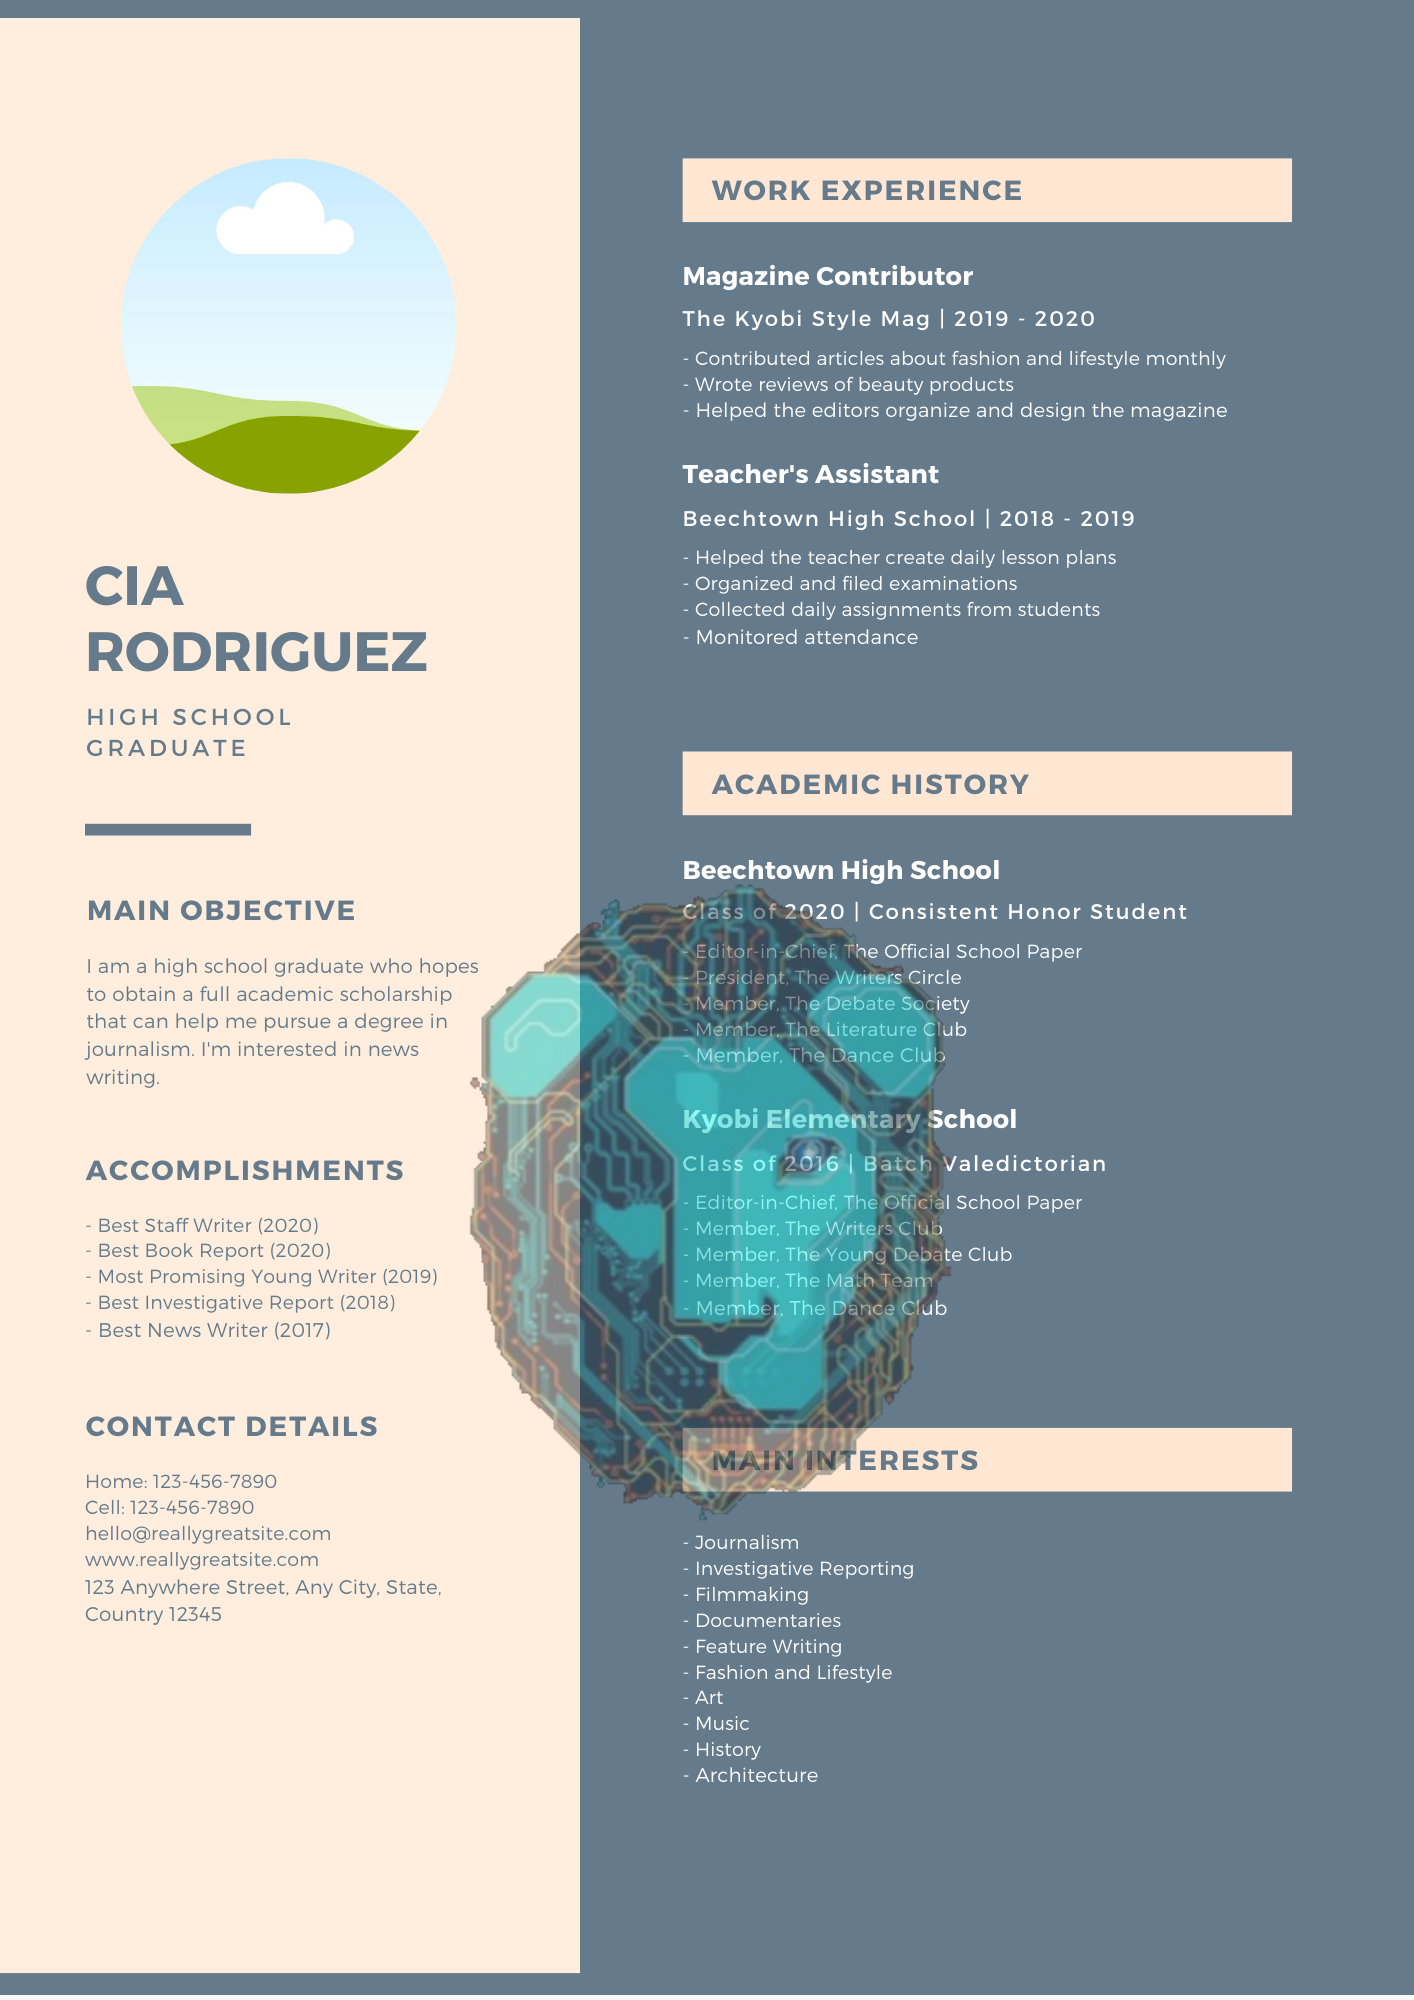 CIA
RODRIGUEZ
HIGH SCHOOL
GRADUATE
MAIN OBJECTIVE
I am a high school graduate who hopes
to obtain a full academic scholarship
that can help me pursue a degree in
journalism. I'm interested in news
writing.
ACCOMPLISHMENTS
- Best Staff Writer (2020)
- Best Book Report (2020)
- Most Promising Young Writer (2019)
- Best Investigative Report (2018)
- Best News Writer (2017)
CONTACT DETAILS
Home: 123-456-7890
Cell: 123-456-7890
hello@reallygreatsite.com
www.reallygreatsite.com
123 Anywhere Street, Any City, State,
Country 12345
WORK EXPERIENCE
Magazine Contributor
The Kyobi Style Mag | 2019 - 2020
- Contributed articles about fashion and lifestyle monthly
- Wrote reviews of beauty products
- Helped the editors organize and design the magazine
Teacher's Assistant
Beechtown High School | 2018 - 2019
- Helped the teacher create daily lesson plans
- Organized and filed examinations
- Collected daily assignments from students
- Monitored attendance
ACADEMIC HISTORY
Beechtown High School
Class of 2020 | Consistent Honor Student
- Editor-in-Chief, The Official School Paper
- President, The Writers Circle
- Member, The Debate Society
- Member, The Literature Club
- Member, The Dance Club
Kyobi Elementary School
Class of 2016 | Batch Valedictorian
- Editor-in-Chief, The Official School Paper
- Member, The Writers Club
- Member, The Young Debate Club
- Member, The Math Team
- Member, The Dance Club
MAIN INTERESTS
- Journalism
- Investigative Reporting
- Filmmaking
- Documentaries
- Feature Writing
- Fashion and Lifestyle
- Art
- Music
- History
- Architecture